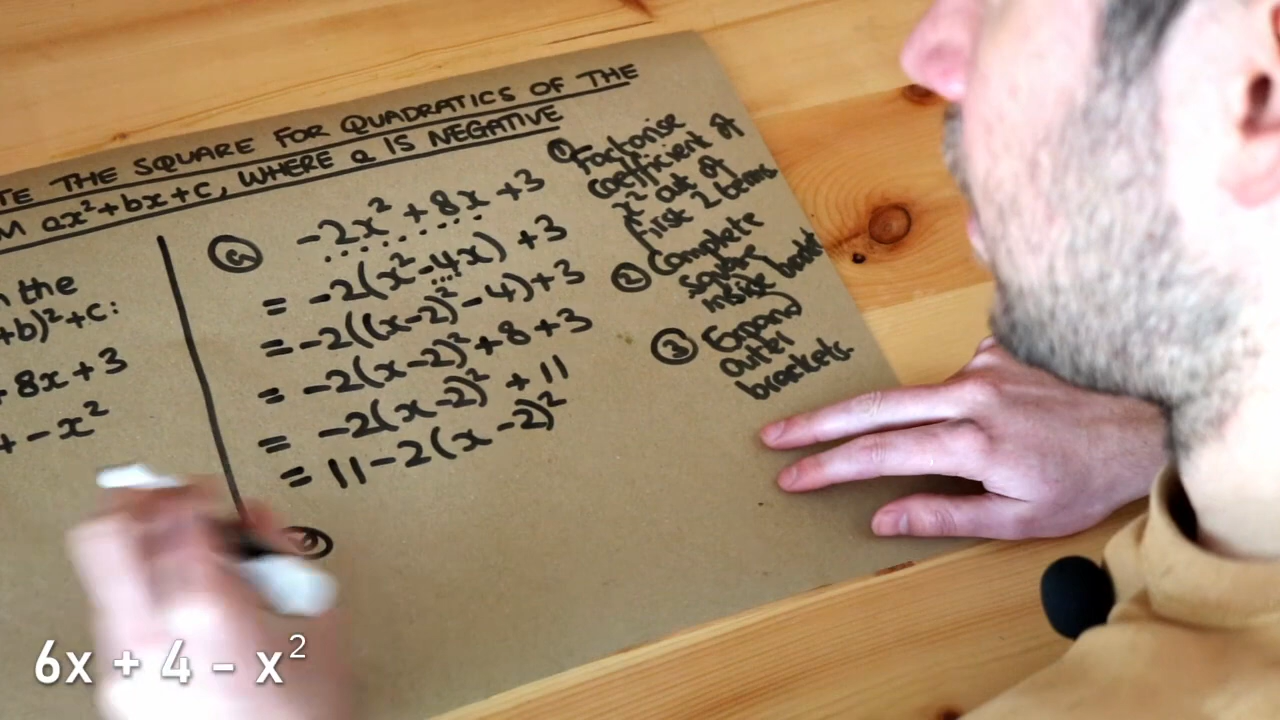 TE THE SQUARE FOR QUADRATICS OF THE
M ax²+bx+c, WHERE a IS NEGATIVE
n the
+b)²+c:
8x+3
+ - x²
a
-2x² + 8x + 3
= -2(x²-4x) + 3
= -2((x-2)²-4)+3
= -2(x-2)²+8+3
= -2(x-2)² + 11
= 11-2(x-2)²
① Factorise
coefficient of
x² out of
first 2 terms
② Complete
square
inside
③ Expand
outer
brackets.
6x + 4 - x²